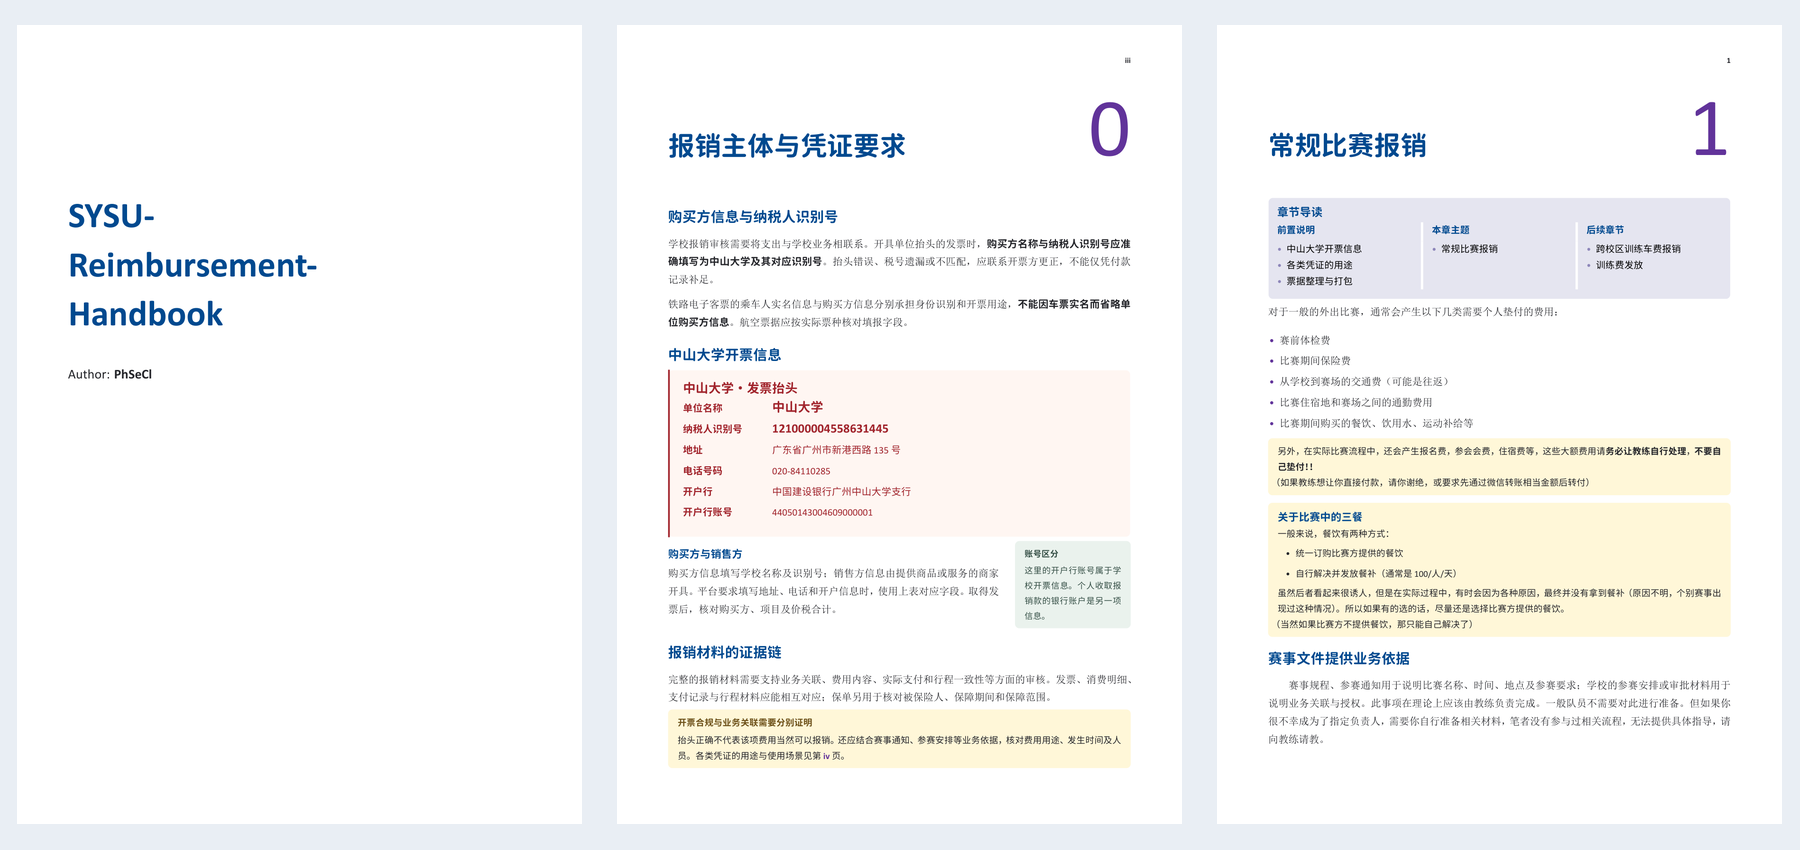 SYSU-
Reimbursement-
Handbook
Author: PhSeCl
iii
0
报销主体与凭证要求
购买方信息与纳税人识别号
学校报销审核需要将支出与学校业务相联系。开具单位抬头的发票时，购买方名称与纳税人识别号应准
确填写为中山大学及其对应识别号。抬头错误、税号遗漏或不匹配，应联系开票方更正，不能仅凭付款
记录补足。
铁路电子客票的乘车人实名信息与购买方信息分别承担身份识别和开票用途，不能因车票实名而省略单
位购买方信息。航空票据应按实际票种核对填报字段。
中山大学开票信息
中山大学・发票抬头
单位名称 中山大学
纳税人识别号 121000004558631445
地址 广东省广州市新港西路 135 号
电话号码 020-84110285
开户行 中国建设银行广州中山大学支行
开户行账号 44050143004609000001
购买方与销售方
购买方信息填写学校名称及识别号；销售方信息由提供商品或服务的商家
开具。平台要求填写地址、电话和开户信息时，使用上表对应字段。取得发
票后，核对购买方、项目及价税合计。
账号区分
这里的开户行账号属于学
校开票信息。个人收取报
销款的银行账户是另一项
信息。
报销材料的证据链
完整的报销材料需要支持业务关联、费用内容、实际支付和行程一致性等方面的审核。发票、消费明细、
支付记录与行程材料应能相互对应；保单另用于核对被保险人、保障期间和保障范围。
开票合规与业务关联需要分别证明
抬头正确不代表该项费用当然可以报销。还应结合赛事通知、参赛安排等业务依据，核对费用用途、发生时间及人
员。各类凭证的用途与使用场景见第 iv 页。
1
1
常规比赛报销
章节导读
前置说明
• 中山大学开票信息
• 各类凭证的用途
• 票据整理与打包
本章主题
• 常规比赛报销
后续章节
• 跨校区训练车费报销
• 训练费发放
对于一般的外出比赛，通常会产生以下几类需要个人垫付的费用：
• 赛前体检费
• 比赛期间保险费
• 从学校到赛场的交通费（可能是往返）
• 比赛住宿地和赛场之间的通勤费用
• 比赛期间购买的餐饮、饮用水、运动补给等
另外，在实际比赛流程中，还会产生报名费，参会会费，住宿费等，这些大额费用请务必让教练自行处理，不要自
己垫付！！
（如果教练想让你直接付款，请你谢绝，或要求先通过微信转账相当金额后转付）
关于比赛中的三餐
一般来说，餐饮有两种方式：
• 统一订购比赛方提供的餐饮
• 自行解决并发放餐补（通常是 100/人/天）
虽然后者看起来很诱人，但是在实际过程中，有时会因为各种原因，最终并没有拿到餐补（原因不明，个别赛事出
现过这种情况）。所以如果有的选的话，尽量还是选择比赛方提供的餐饮。
（当然如果比赛方不提供餐饮，那只能自己解决了）
赛事文件提供业务依据
赛事规程、参赛通知用于说明比赛名称、时间、地点及参赛要求；学校的参赛安排或审批材料用于
说明业务关联与授权。此事项在理论上应该由教练负责完成。一般队员不需要对此进行准备。但如果你
很不幸成为了指定负责人，需要你自行准备相关材料，笔者没有参与过相关流程，无法提供具体指导，请
向教练请教。